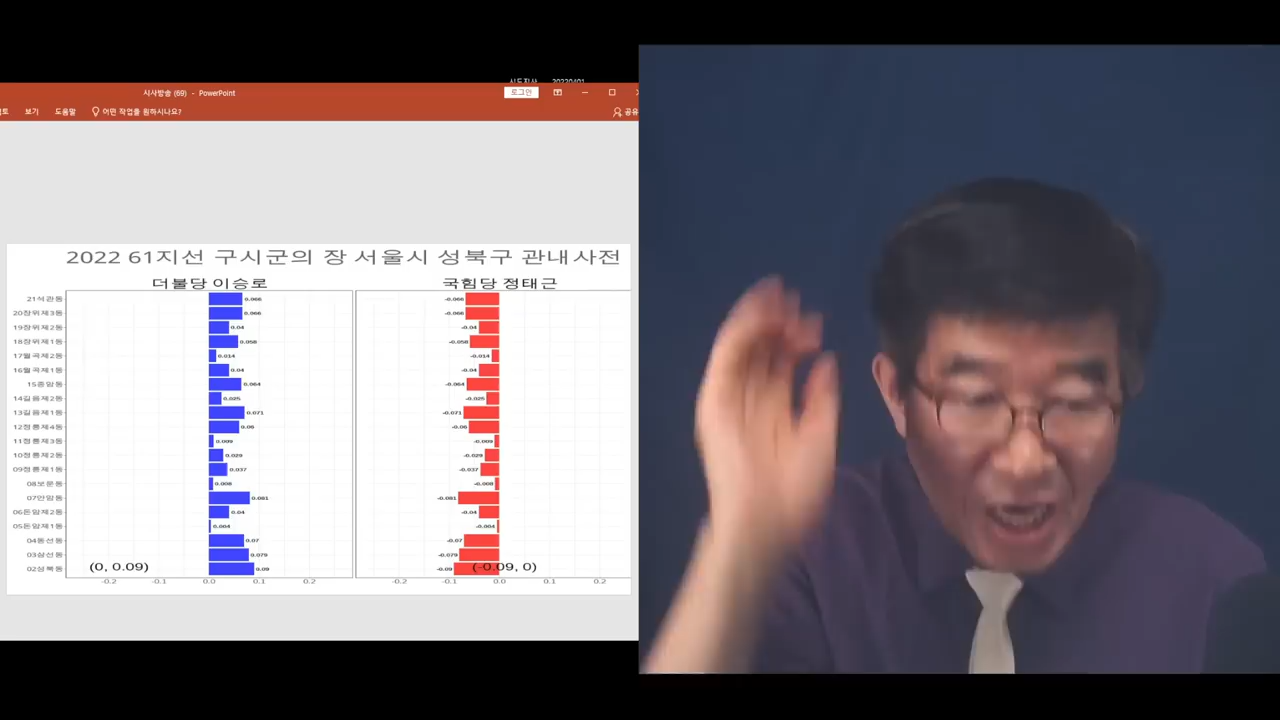 시사방송 (69) - PowerPoint
로그인
보기 도움말 어떤 작업을 원하시나요? 공유
2022 61지선 구시군의 장 서울시 성북구 관내사전
더불당 이승로 국힘당 정태근
21석관동 0.066 -0.066
20장위제3동 0.066 -0.066
19장위제2동 0.04 -0.04
18장위제1동 0.058 -0.058
17월곡제2동 0.014 -0.014
16월곡제1동 0.04 -0.04
15종암동 0.064 -0.064
14길음제2동 0.025 -0.025
13길음제1동 0.071 -0.071
12정릉제4동 0.06 -0.06
11정릉제3동 0.009 -0.009
10정릉제2동 0.029 -0.029
09정릉제1동 0.037 -0.037
08보문동 0.008 -0.008
07안암동 0.081 -0.081
06돈암제2동 0.04 -0.04
05돈암제1동 0.004 -0.004
04동선동 0.07 -0.07
03삼선동 0.079 -0.079
02성북동 (0, 0.09) 0.09 -0.09 (-0.09, 0)
-0.2 -0.1 0.0 0.1 0.2 -0.2 -0.1 0.0 0.1 0.2